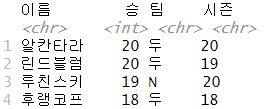 이름 승 팀 시즌
<chr> <int> <chr> <chr>
1 알칸타라 20 두 20
2 린드블럼 20 두 19
3 루친스키 19 N 20
4 후랭코프 18 두 18